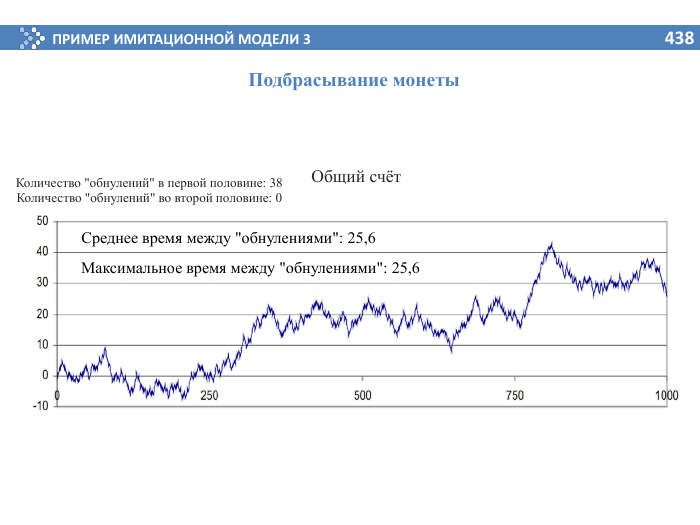 ПРИМЕР ИМИТАЦИОННОЙ МОДЕЛИ 3
438
Подбрасывание монеты
Общий счёт
Количество "обнулений" в первой половине: 38
Количество "обнулений" во второй половине: 0
50
Среднее время между "обнулениями": 25,6
40
Максимальное время между "обнулениями": 25,6
30
20
10
0
-10
0 250 500 750 1000